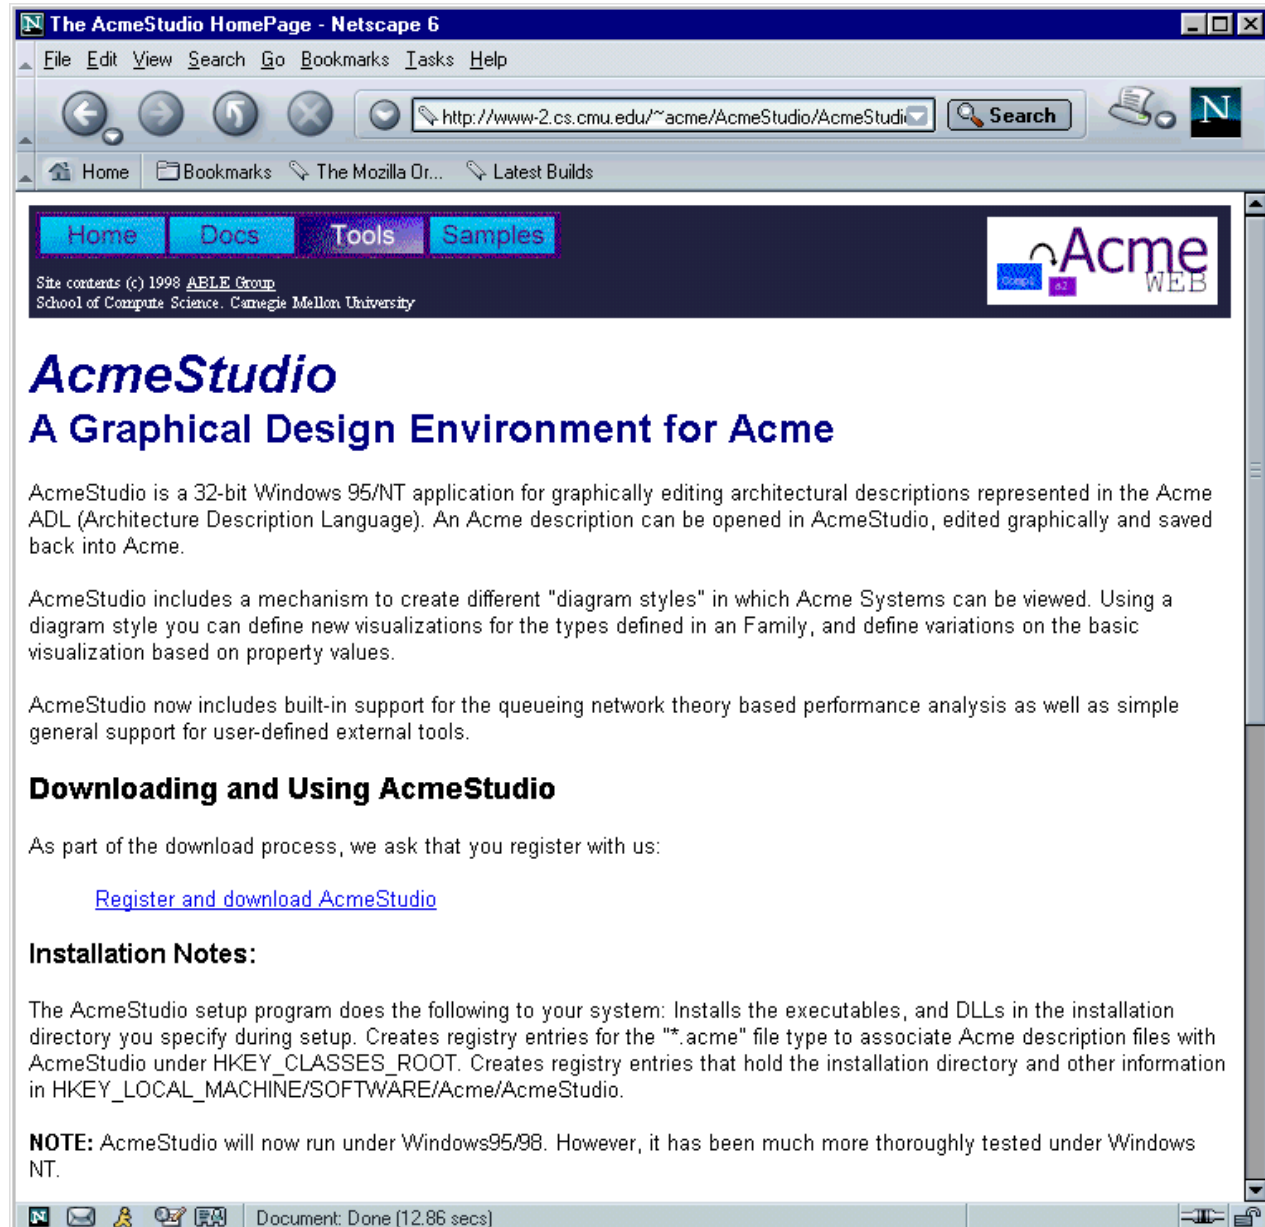 The AcmeStudio HomePage - Netscape 6
File Edit View Search Go Bookmarks Tasks Help
http://www-2.cs.cmu.edu/~acme/AcmeStudio/AcmeStudi
Search
N
Home Bookmarks The Mozilla Or... Latest Builds
Home Docs Tools Samples
Site contents (c) 1998 ABLE Group
School of Compute Science. Carnegie Mellon University
Acme
WEB
AcmeStudio
A Graphical Design Environment for Acme
AcmeStudio is a 32-bit Windows 95/NT application for graphically editing architectural descriptions represented in the Acme
ADL (Architecture Description Language). An Acme description can be opened in AcmeStudio, edited graphically and saved
back into Acme.
AcmeStudio includes a mechanism to create different "diagram styles" in which Acme Systems can be viewed. Using a
diagram style you can define new visualizations for the types defined in an Family, and define variations on the basic
visualization based on property values.
AcmeStudio now includes built-in support for the queueing network theory based performance analysis as well as simple
general support for user-defined external tools.
Downloading and Using AcmeStudio
As part of the download process, we ask that you register with us:
Register and download AcmeStudio
Installation Notes:
The AcmeStudio setup program does the following to your system: Installs the executables, and DLLs in the installation
directory you specify during setup. Creates registry entries for the "*.acme" file type to associate Acme description files with
AcmeStudio under HKEY_CLASSES_ROOT. Creates registry entries that hold the installation directory and other information
in HKEY_LOCAL_MACHINE/SOFTWARE/Acme/AcmeStudio.
NOTE: AcmeStudio will now run under Windows95/98. However, it has been much more thoroughly tested under Windows
NT.
Document: Done (12.86 secs)